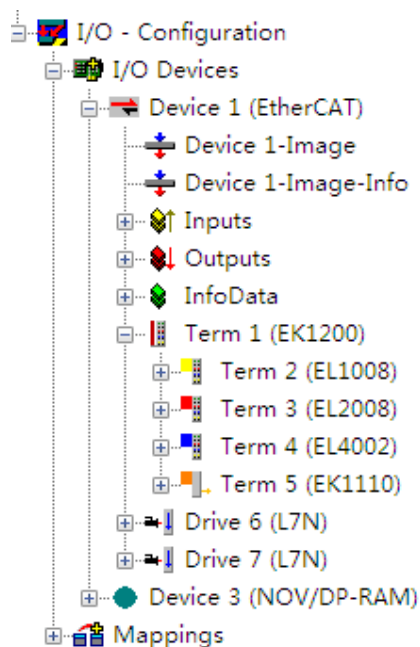 I/O - Configuration
I/O Devices
Device 1 (EtherCAT)
Device 1-Image
Device 1-Image-Info
Inputs
Outputs
InfoData
Term 1 (EK1200)
Term 2 (EL1008)
Term 3 (EL2008)
Term 4 (EL4002)
Term 5 (EK1110)
Drive 6 (L7N)
Drive 7 (L7N)
Device 3 (NOV/DP-RAM)
Mappings